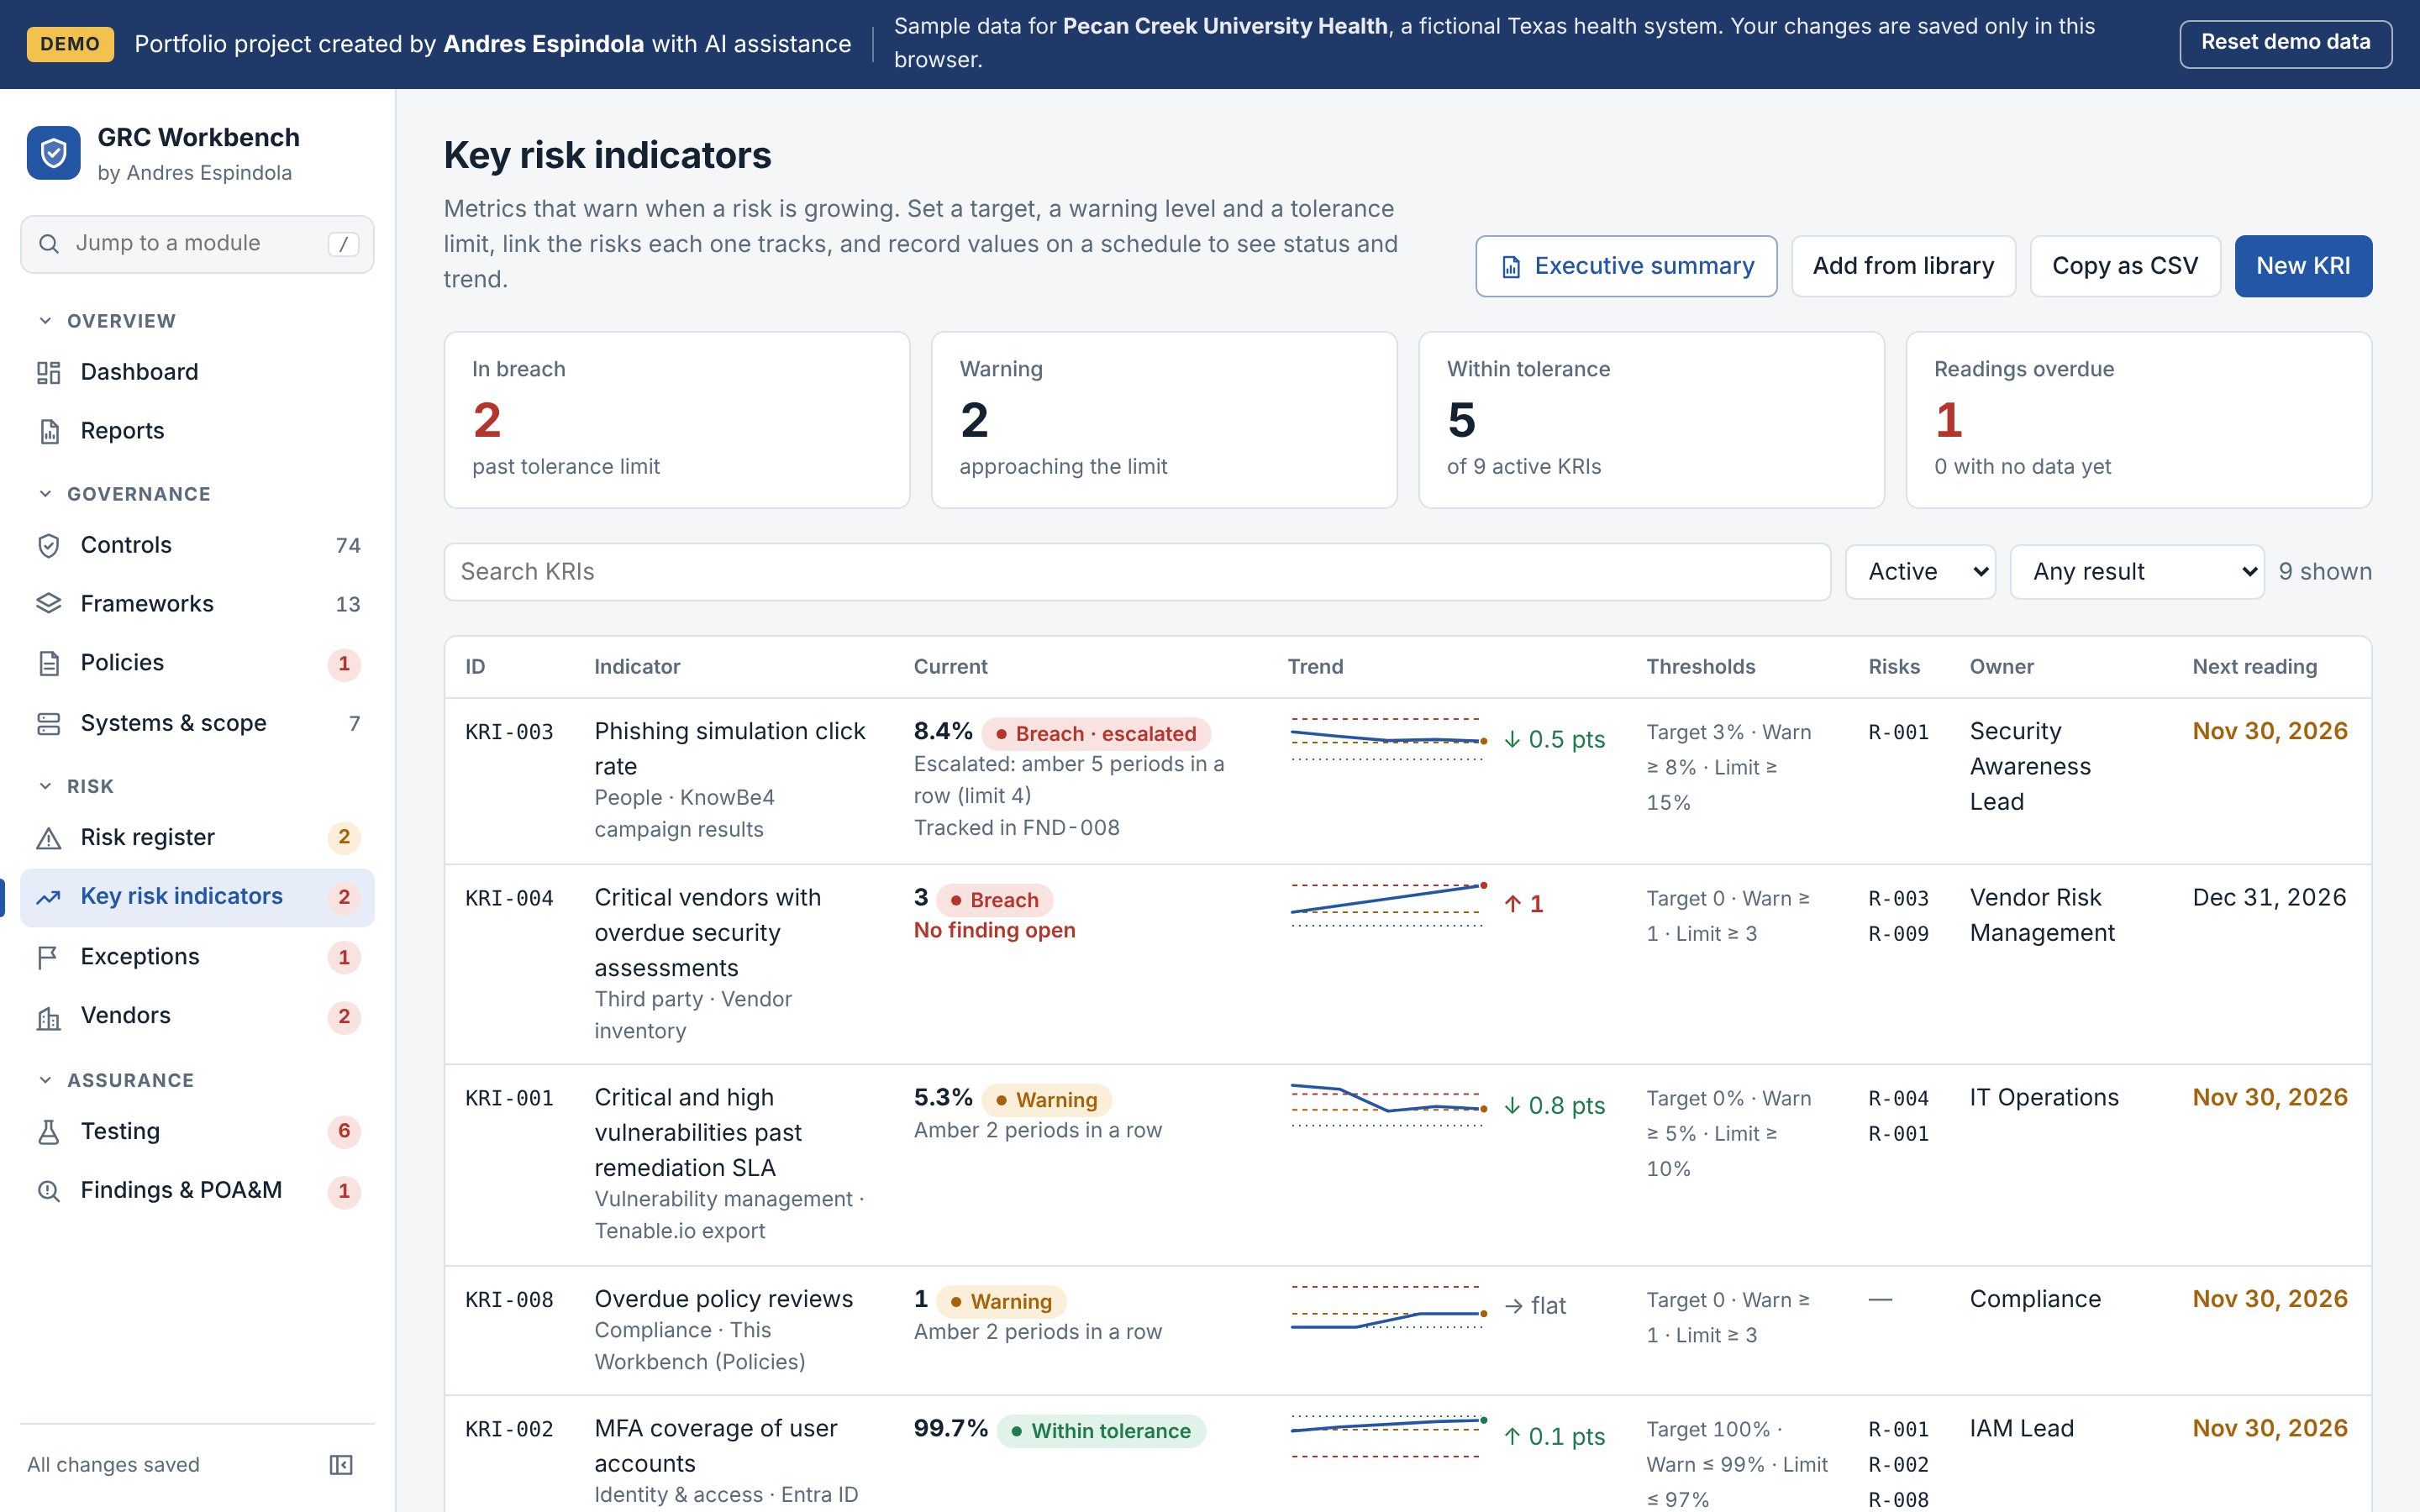 DEMO Portfolio project created by Andres Espindola with AI assistance
Sample data for Pecan Creek University Health, a fictional Texas health system. Your changes are saved only in this
browser.
Reset demo data
GRC Workbench
by Andres Espindola
Jump to a module /
OVERVIEW
Dashboard
Reports
GOVERNANCE
Controls 74
Frameworks 13
Policies 1
Systems & scope 7
RISK
Risk register 2
Key risk indicators 2
Exceptions 1
Vendors 2
ASSURANCE
Testing 6
Findings & POA&M 1
All changes saved
Key risk indicators
Metrics that warn when a risk is growing. Set a target, a warning level and a tolerance
limit, link the risks each one tracks, and record values on a schedule to see status and
trend.
Executive summary
Add from library
Copy as CSV
New KRI
In breach
2
past tolerance limit
Warning
2
approaching the limit
Within tolerance
5
of 9 active KRIs
Readings overdue
1
0 with no data yet
Search KRIs
Active
Any result
9 shown
ID Indicator Current Trend Thresholds Risks Owner Next reading
KRI-003
Phishing simulation click
rate
People · KnowBe4
campaign results
8.4% Breach · escalated
Escalated: amber 5 periods in a
row (limit 4)
Tracked in FND-008
↓ 0.5 pts
Target 3% · Warn
≥ 8% · Limit ≥
15%
R-001
Security
Awareness
Lead
Nov 30, 2026
KRI-004
Critical vendors with
overdue security
assessments
Third party · Vendor
inventory
3 Breach
No finding open
↑ 1
Target 0 · Warn ≥
1 · Limit ≥ 3
R-003
R-009
Vendor Risk
Management
Dec 31, 2026
KRI-001
Critical and high
vulnerabilities past
remediation SLA
Vulnerability management ·
Tenable.io export
5.3% Warning
Amber 2 periods in a row
↓ 0.8 pts
Target 0% · Warn
≥ 5% · Limit ≥
10%
R-004
R-001
IT Operations
Nov 30, 2026
KRI-008
Overdue policy reviews
Compliance · This
Workbench (Policies)
1 Warning
Amber 2 periods in a row
→ flat
Target 0 · Warn ≥
1 · Limit ≥ 3
—
Compliance
Nov 30, 2026
KRI-002
MFA coverage of user
accounts
Identity & access · Entra ID
99.7% Within tolerance
↑ 0.1 pts
Target 100% ·
Warn ≤ 99% · Limit
≤ 97%
R-001
R-002
R-008
IAM Lead
Nov 30, 2026